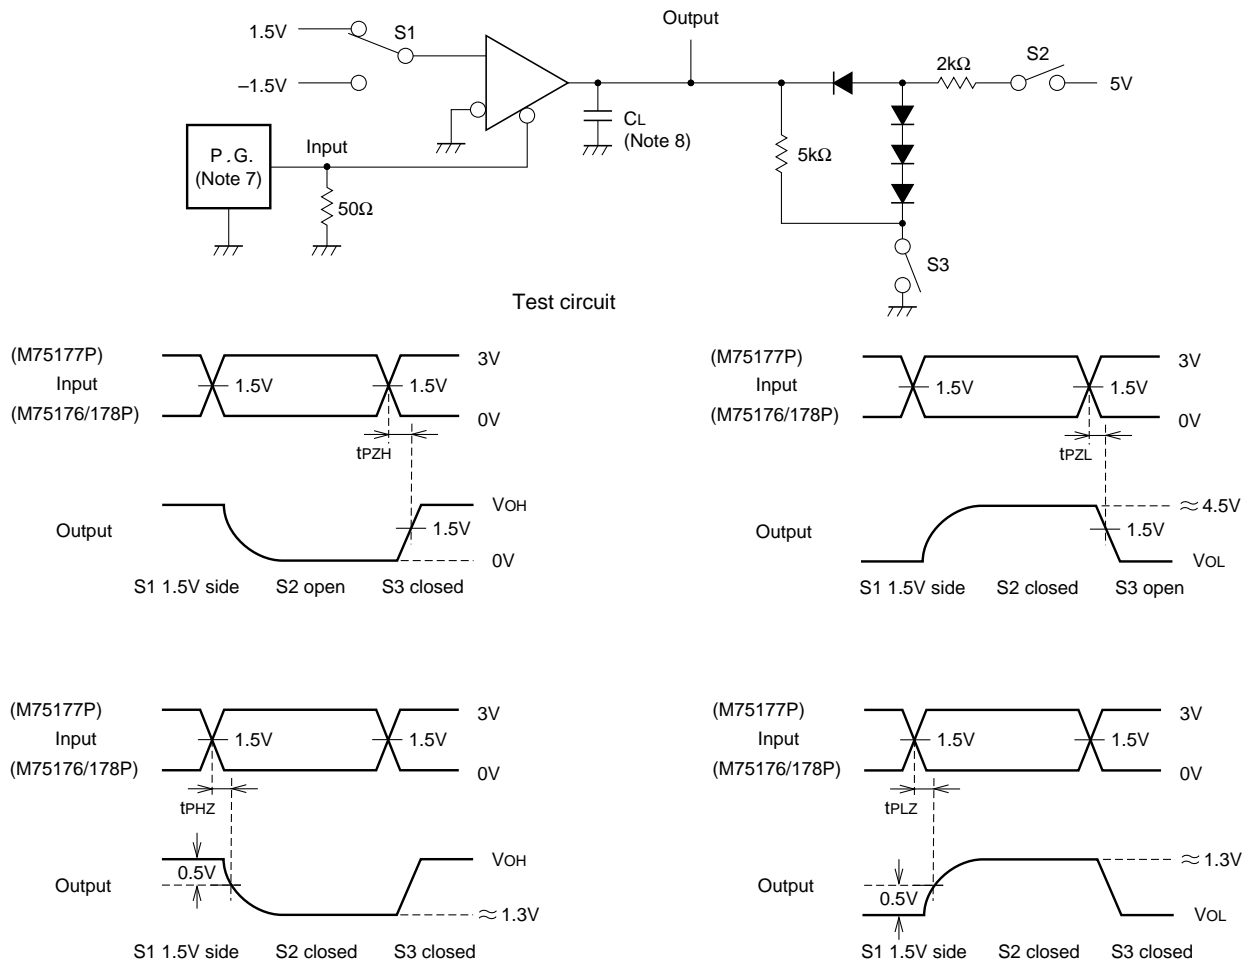 Output
1.5V
S1
S2
2kΩ
–1.5V
5V
CL
(Note 8)
P.G.
(Note 7)
Input
5kΩ
50Ω
S3
Test circuit
(M75177P)
3V
Input
1.5V
1.5V
(M75176/178P)
0V
tPZH
VOH
Output
1.5V
0V
S1 1.5V side S2 open S3 closed
(M75177P)
3V
Input
1.5V
1.5V
(M75176/178P)
0V
tPZL
≈ 4.5V
Output
1.5V
VOL
S1 1.5V side S2 closed S3 open
(M75177P)
3V
Input
1.5V
1.5V
(M75176/178P)
0V
tPHZ
VOH
0.5V
Output
≈ 1.3V
S1 1.5V side S2 closed S3 closed
(M75177P)
3V
Input
1.5V
1.5V
(M75176/178P)
0V
tPLZ
≈ 1.3V
Output
0.5V
VOL
S1 1.5V side S2 closed S3 closed